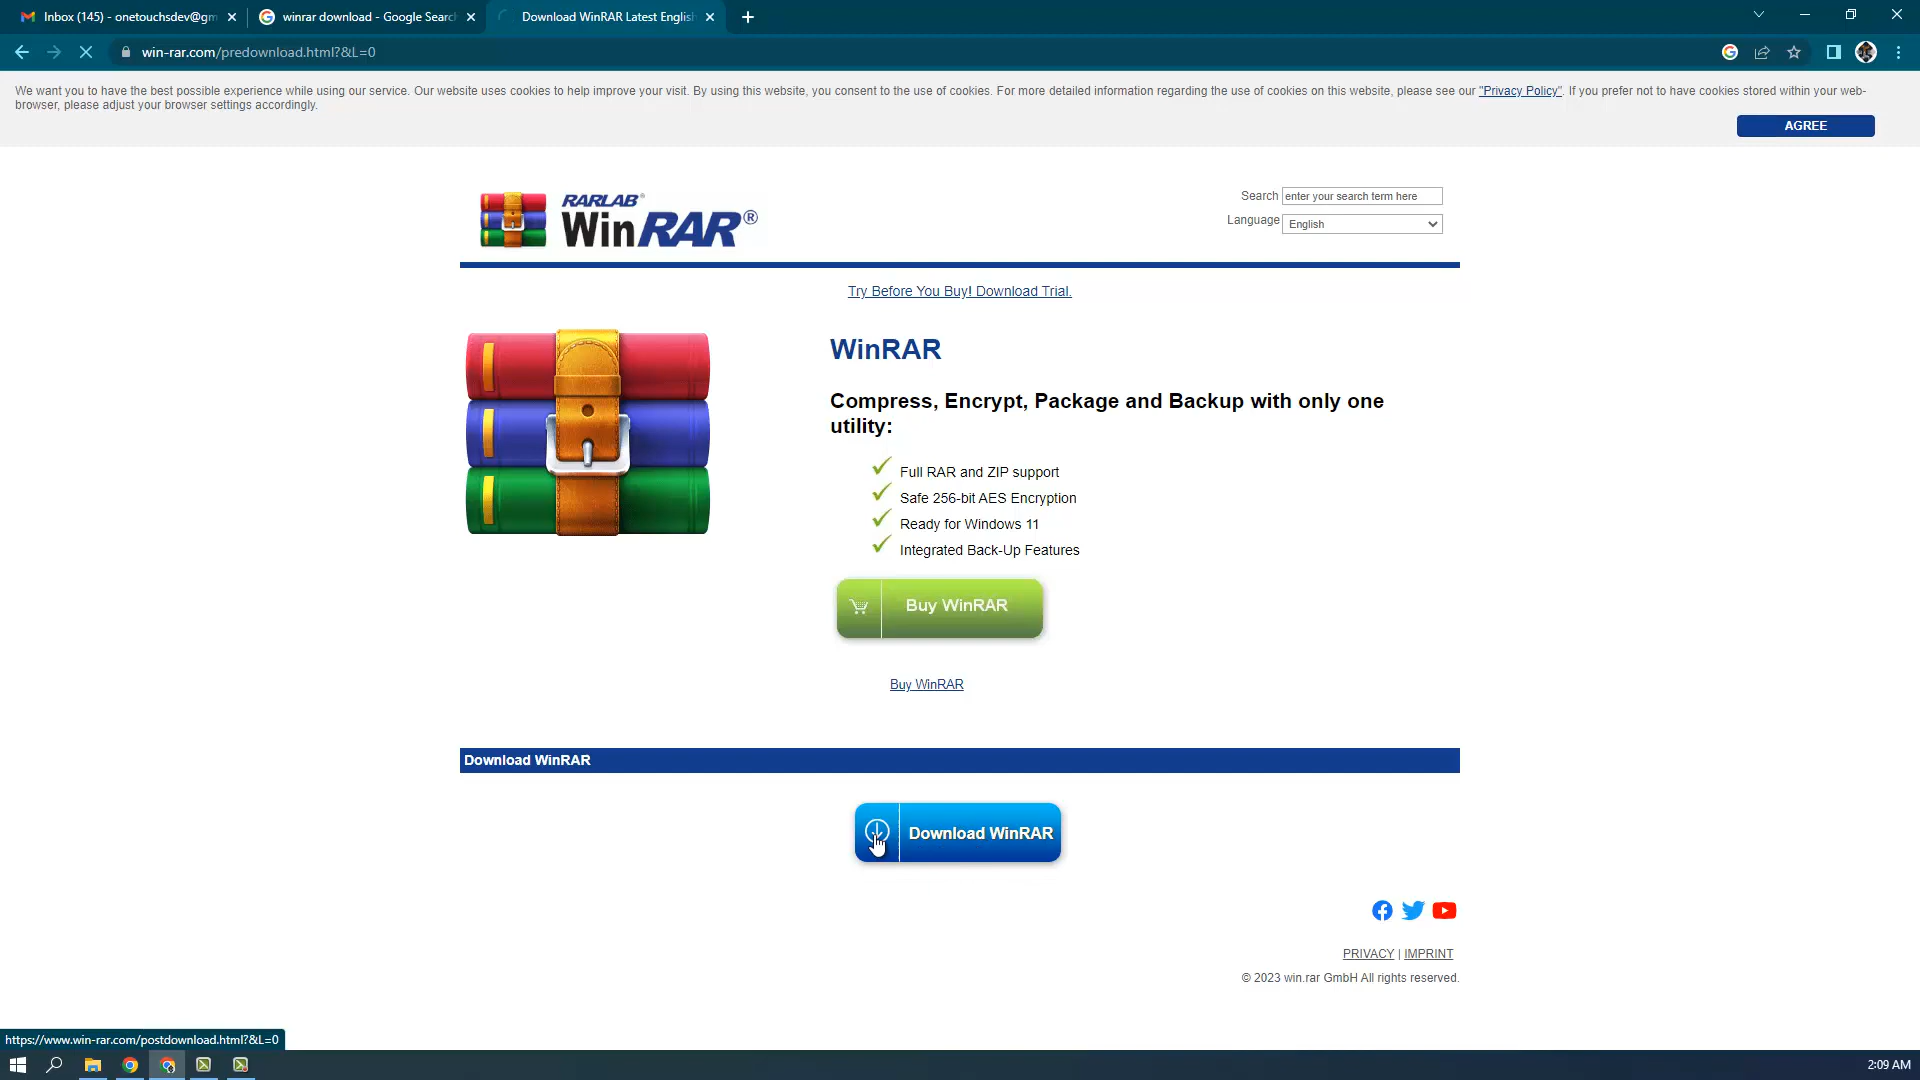 Inbox (145) - onetouchsdev@gm
winrar download - Google Search
Download WinRAR Latest English
win-rar.com/predownload.html?&L=0
We want you to have the best possible experience while using our service. Our website uses cookies to help improve your visit. By using this website, you consent to the use of cookies. For more detailed information regarding the use of cookies on this website, please see our "Privacy Policy". If you prefer not to have cookies stored within your web-
browser, please adjust your browser settings accordingly.
AGREE
RARLAB®
WinRAR®
Search enter your search term here
Language English
Try Before You Buy! Download Trial.
WinRAR
Compress, Encrypt, Package and Backup with only one
utility:
Full RAR and ZIP support
Safe 256-bit AES Encryption
Ready for Windows 11
Integrated Back-Up Features
Buy WinRAR
Buy WinRAR
Download WinRAR
Download WinRAR
PRIVACY | IMPRINT
© 2023 win.rar GmbH All rights reserved.
https://www.win-rar.com/postdownload.html?&L=0
2:09 AM